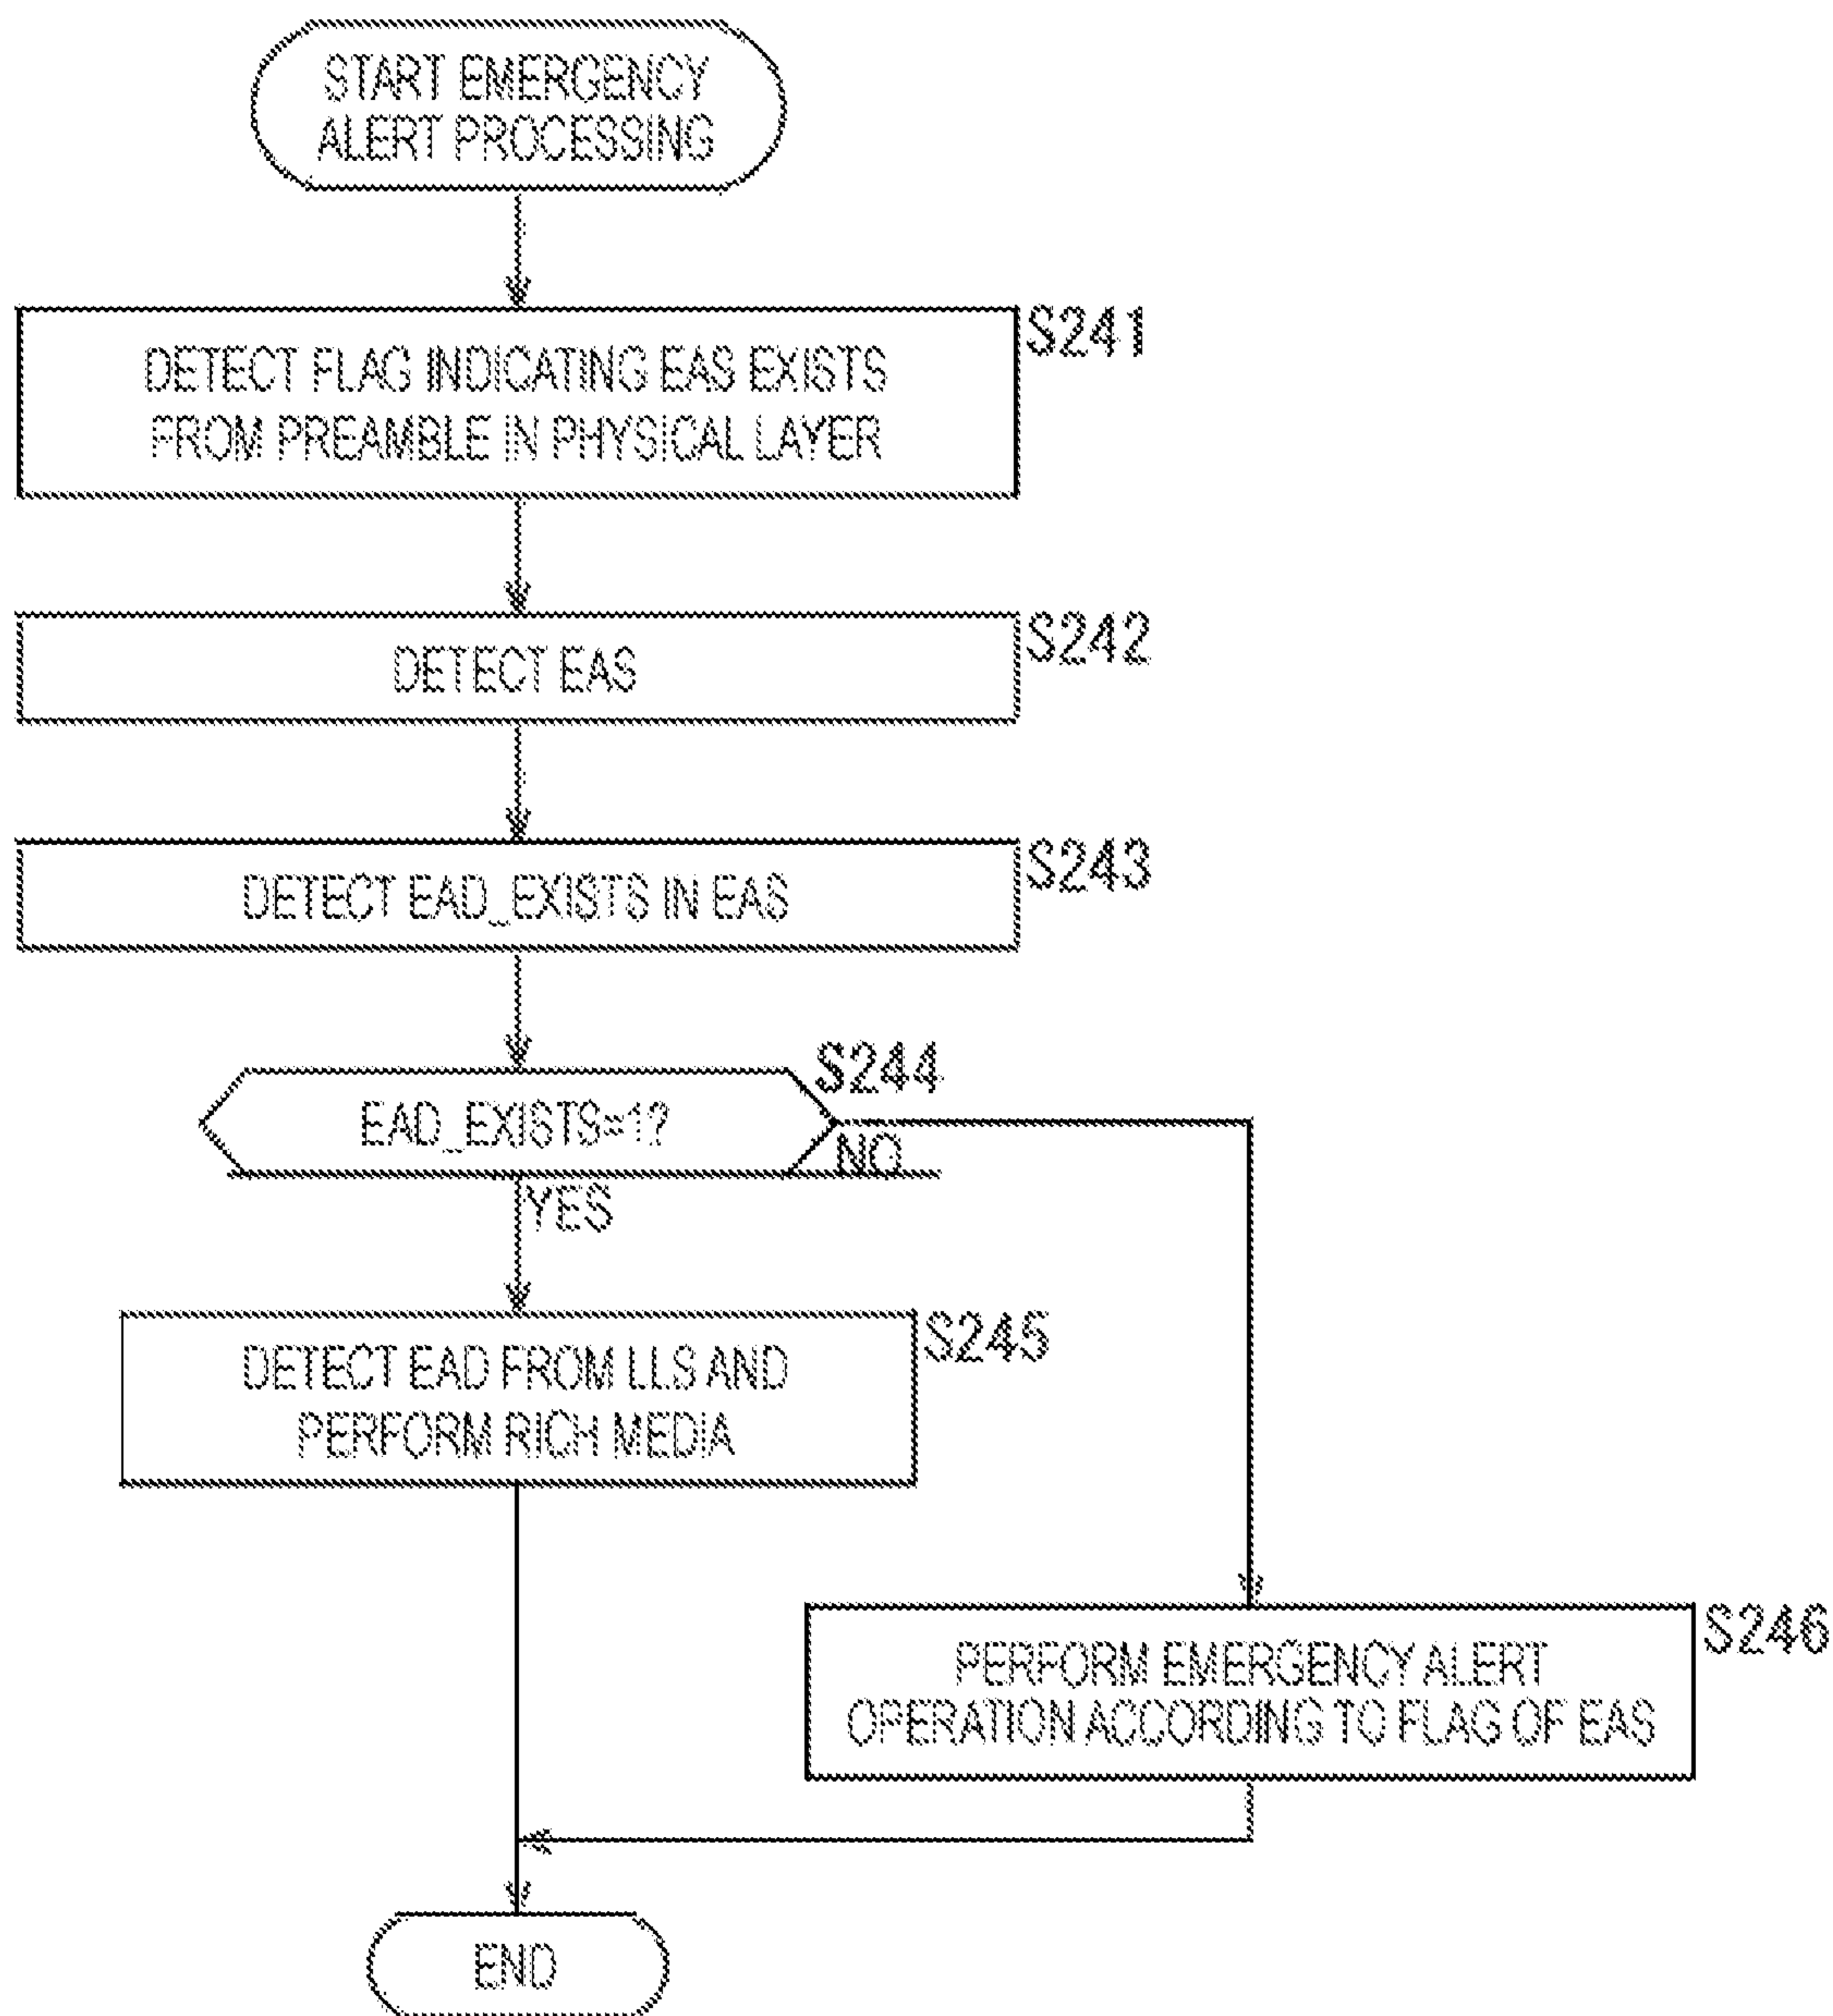 START EMERGENCY
ALERT PROCESSING
S241
DETECT FLAG INDICATING EAS EXISTS
FROM PREAMBLE IN PHYSICAL LAYER
S242
DETECT EAS
S243
DETECT EAD_EXISTS IN EAS
S244
EAD_EXISTS=1?
NO
YES
S245
DETECT EAD FROM LLS AND
PERFORM RICH MEDIA
S246
PERFORM EMERGENCY ALERT
OPERATION ACCORDING TO FLAG OF EAS
END